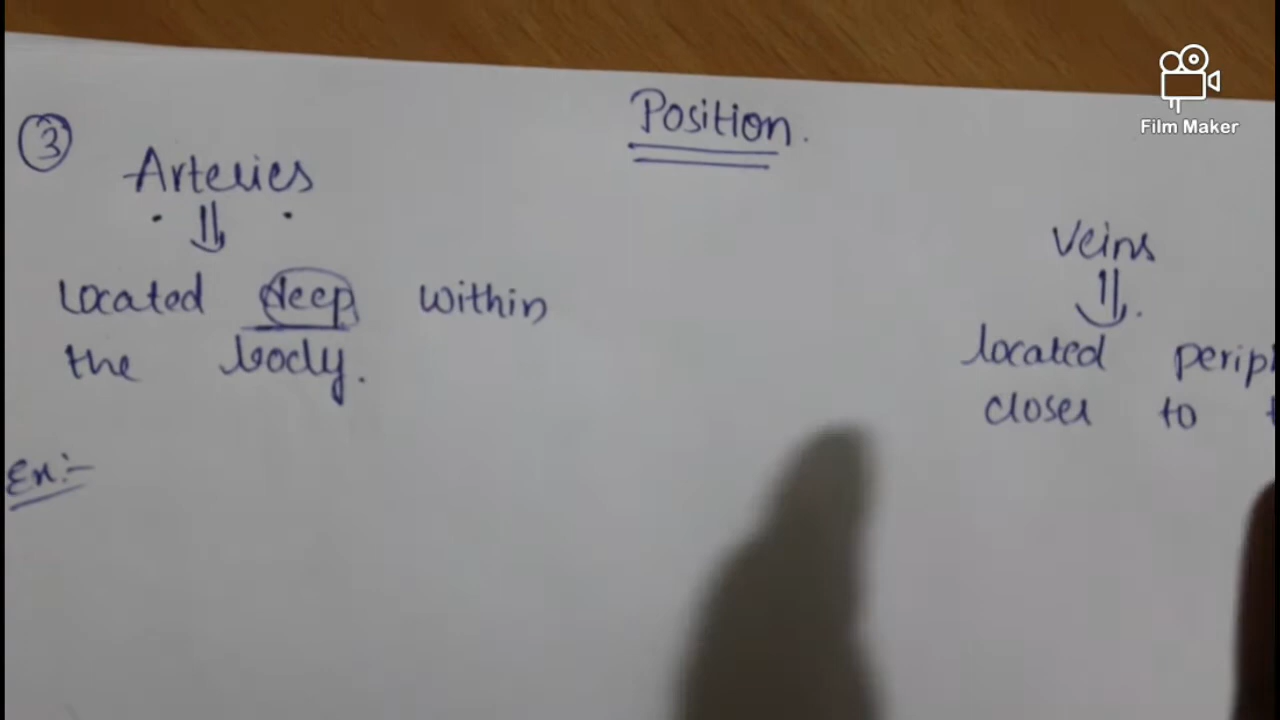 Position.
③
Arteries
⇓
located deep within
the body.
Ex:-
Veins
⇓
located
closer to
Film Maker